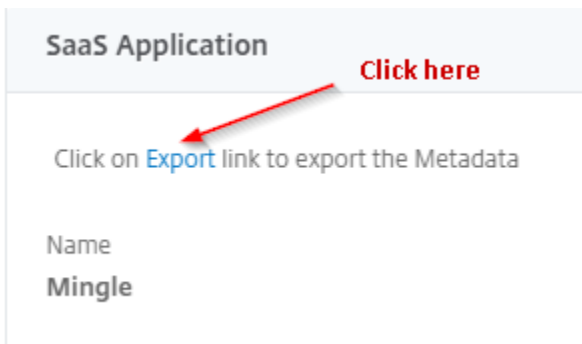 SaaS Application
Click here
Click on Export link to export the Metadata
Name
Mingle